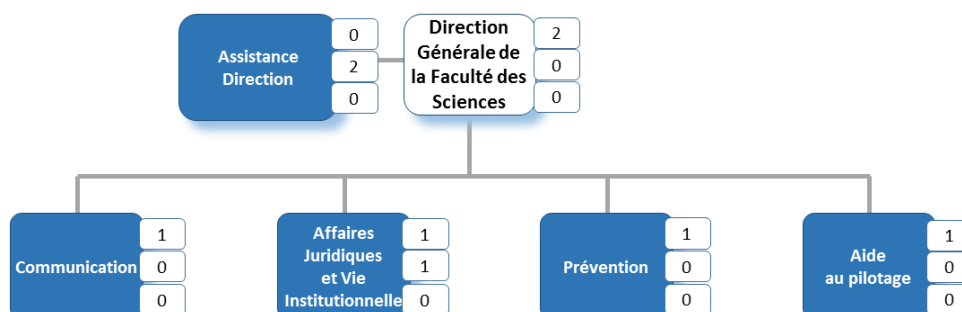 Assistance
Direction
0
2
0
Direction
Générale de
la Faculté des
Sciences
2
0
0
Communication
1
0
0
Affaires
Juridiques
et Vie
Institutionnelle
1
1
0
Prévention
1
0
0
Aide
au pilotage
1
0
0